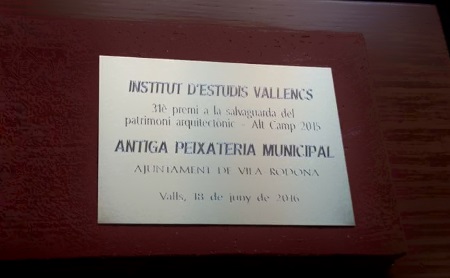 INSTITUT D'ESTUDIS VALLENCS
31è premi a la salvaguarda del
patrimoni arquitectònic - Alt Camp 2015
ANTIGA PEIXATERIA MUNICIPAL
AJUNTAMENT DE VILA-RODONA
Valls, 18 de juny de 2016